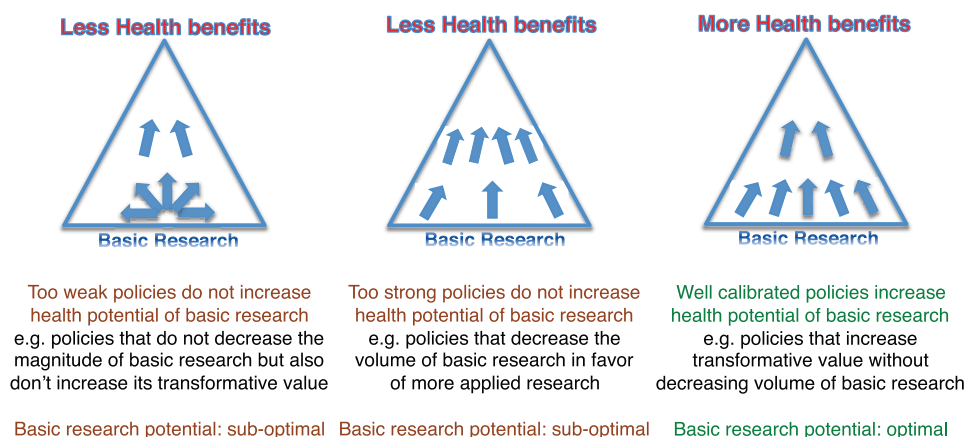 Less Health benefits
Basic Research
Too weak policies do not increase
health potential of basic research
e.g. policies that do not decrease the
magnitude of basic research but also
don't increase its transformative value
Basic research potential: sub-optimal
Less Health benefits
Basic Research
Too strong policies do not increase
health potential of basic research
e.g. policies that decrease the
volume of basic research in favor
of more applied research
Basic research potential: sub-optimal
More Health benefits
Basic Research
Well calibrated policies increase
health potential of basic research
e.g. policies that increase
transformative value without
decreasing volume of basic research
Basic research potential: optimal